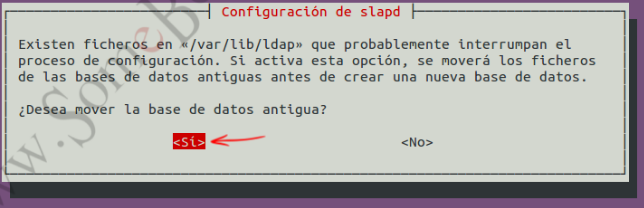 Configuración de slapd
Existen ficheros en «/var/lib/ldap» que probablemente interrumpan el
proceso de configuración. Si activa esta opción, se moverá los ficheros
de las bases de datos antiguas antes de crear una nueva base de datos.
¿Desea mover la base de datos antigua?
<Sí> <No>